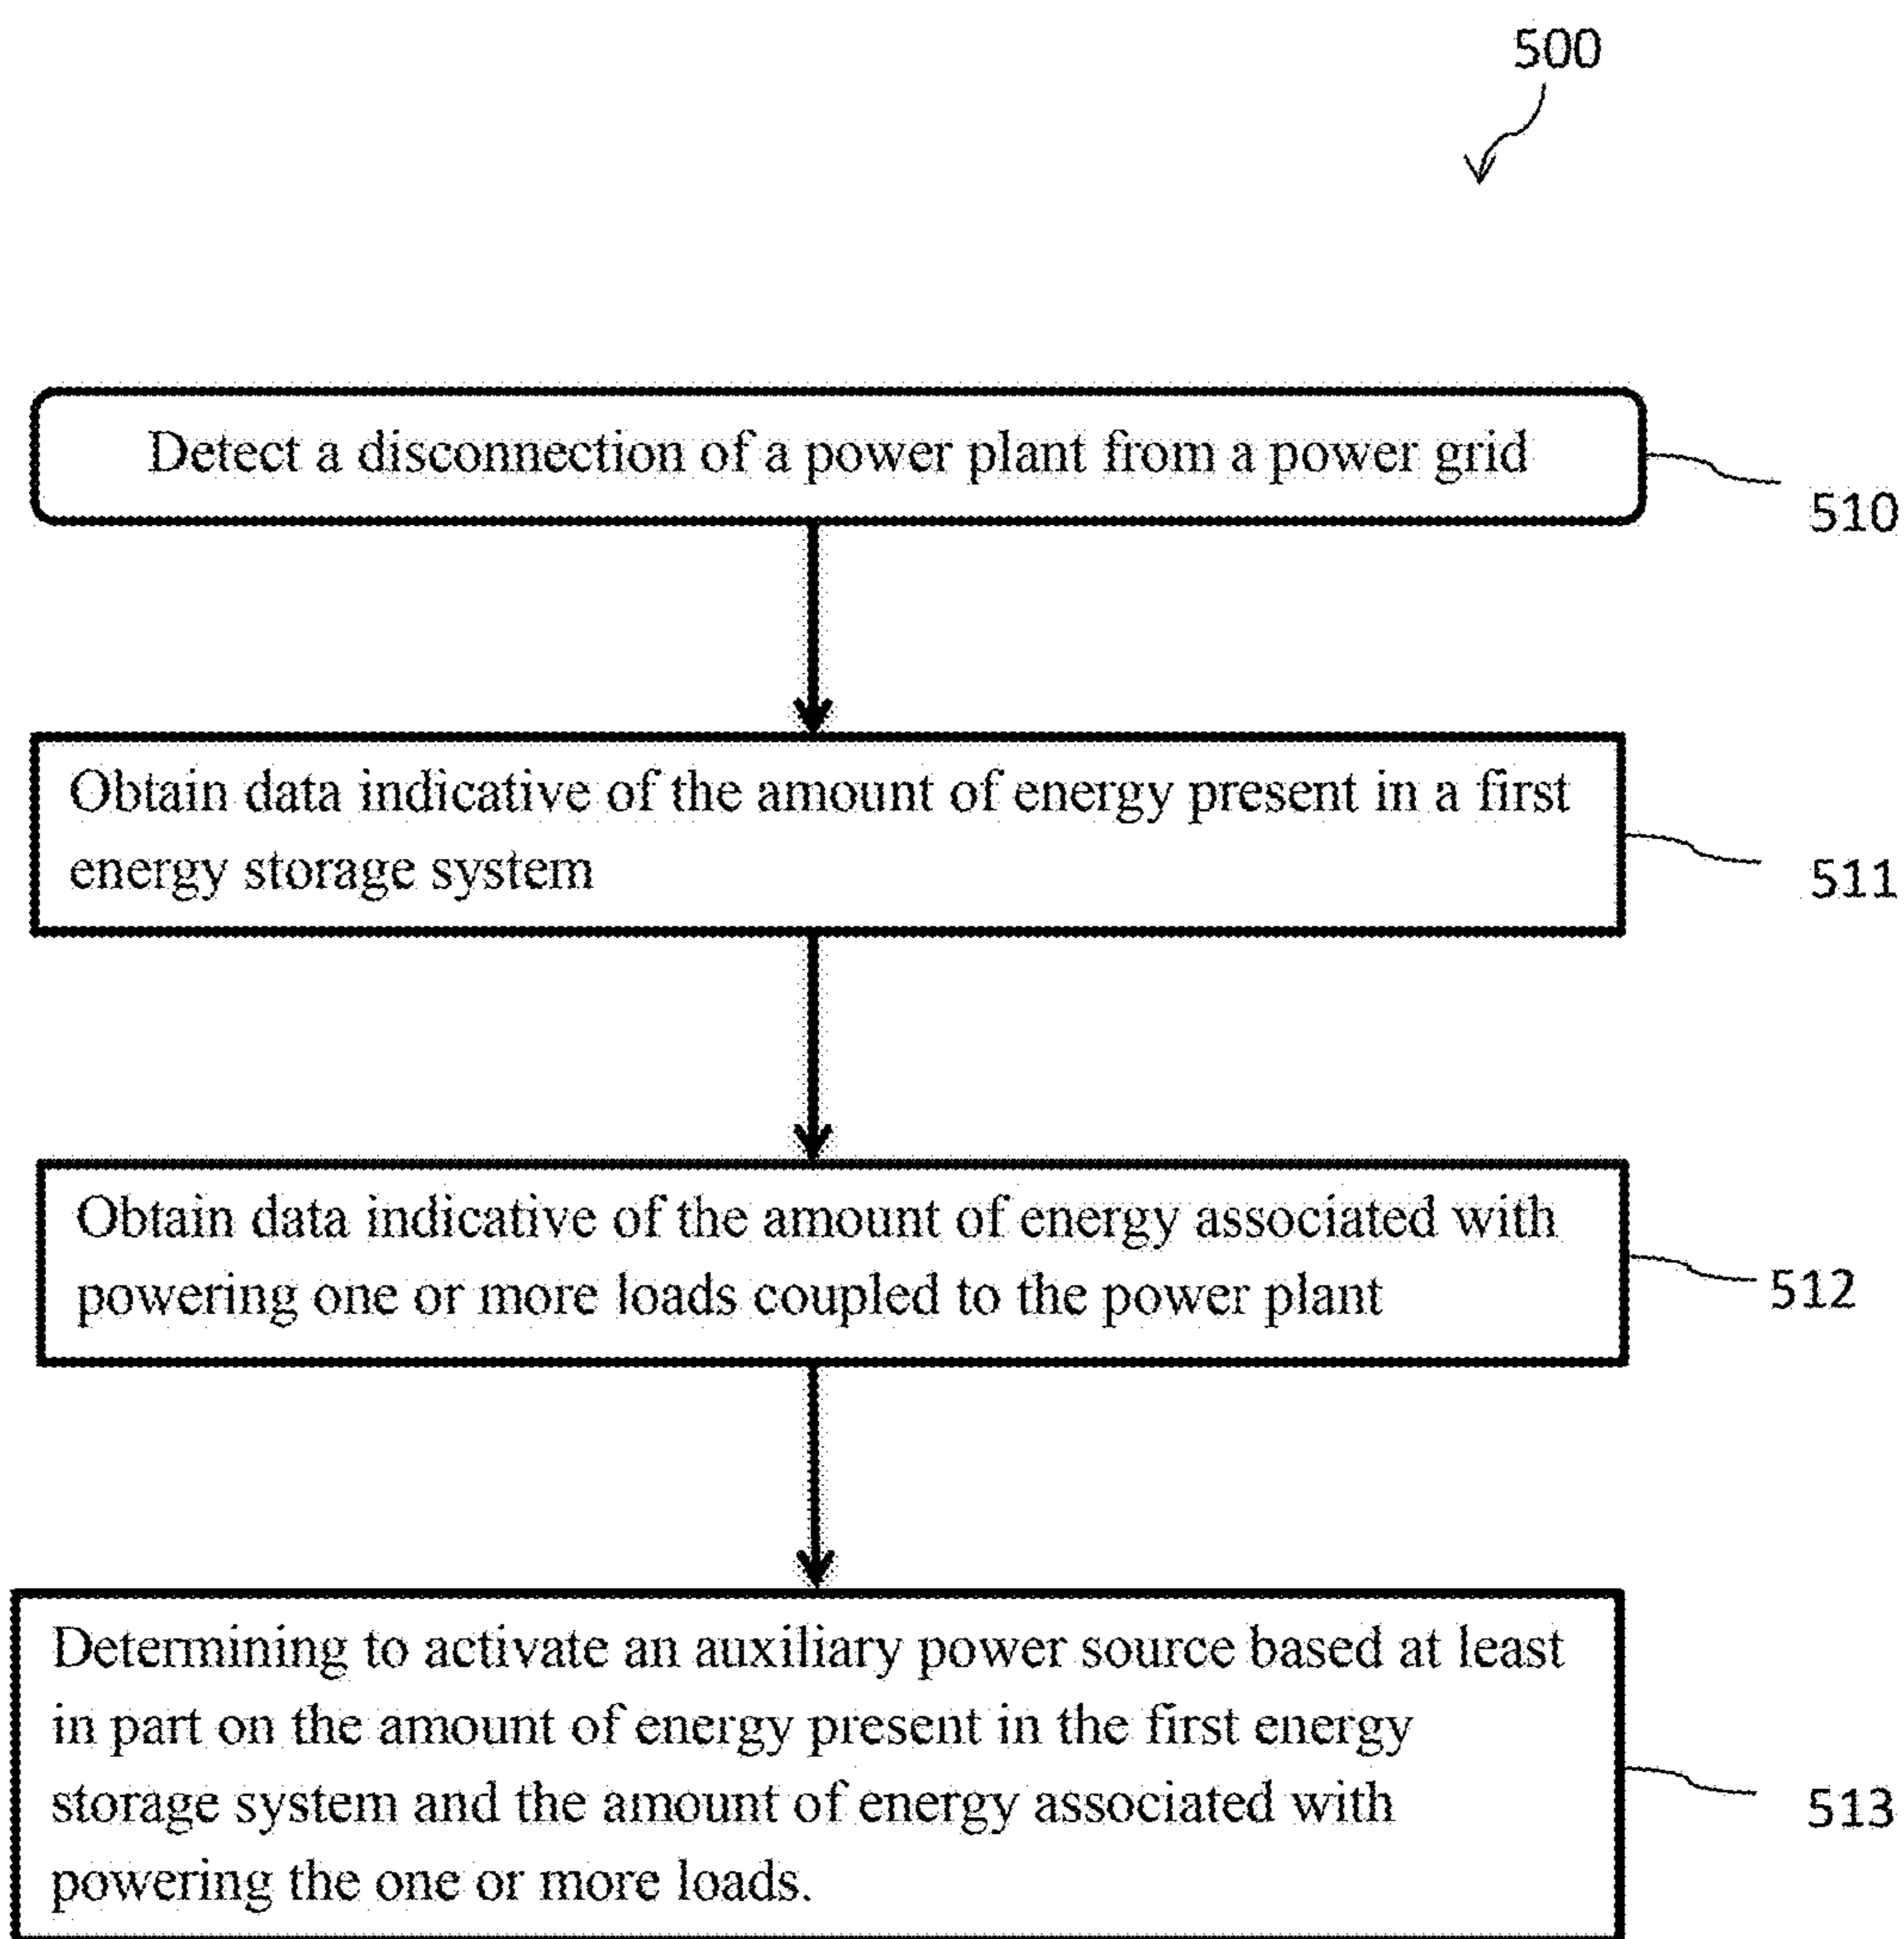 500
Detect a disconnection of a power plant from a power grid
510
Obtain data indicative of the amount of energy present in a first
energy storage system
511
Obtain data indicative of the amount of energy associated with
powering one or more loads coupled to the power plant
512
Determining to activate an auxiliary power source based at least
in part on the amount of energy present in the first energy
storage system and the amount of energy associated with
powering the one or more loads.
513